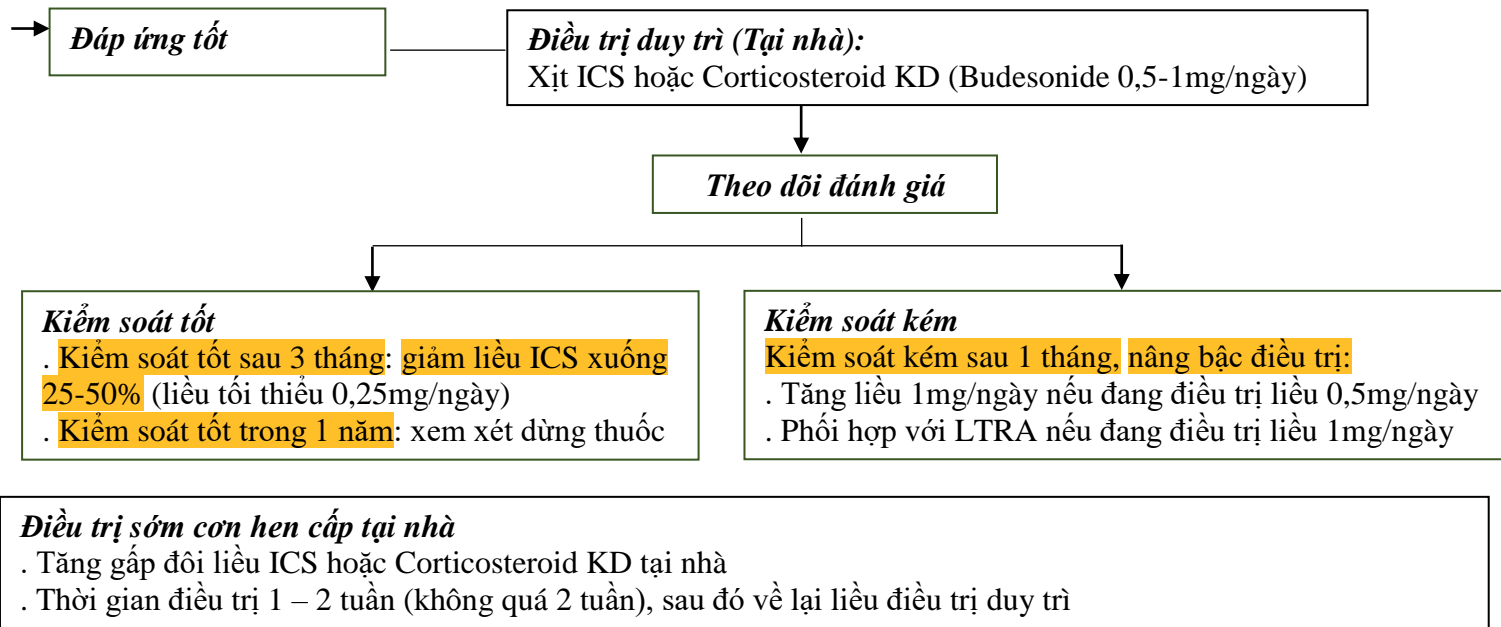 Đáp ứng tốt
Điều trị duy trì (Tại nhà):
Xịt ICS hoặc Corticosteroid KD (Budesonide 0,5-1mg/ngày)
Theo dõi đánh giá
Kiểm soát tốt
. Kiểm soát tốt sau 3 tháng: giảm liều ICS xuống
25-50% (liều tối thiểu 0,25mg/ngày)
. Kiểm soát tốt trong 1 năm: xem xét dừng thuốc
Kiểm soát kém
Kiểm soát kém sau 1 tháng, nâng bậc điều trị:
. Tăng liều 1mg/ngày nếu đang điều trị liều 0,5mg/ngày
. Phối hợp với LTRA nếu đang điều trị liều 1mg/ngày
Điều trị sớm cơn hen cấp tại nhà
. Tăng gấp đôi liều ICS hoặc Corticosteroid KD tại nhà
. Thời gian điều trị 1 – 2 tuần (không quá 2 tuần), sau đó về lại liều điều trị duy trì